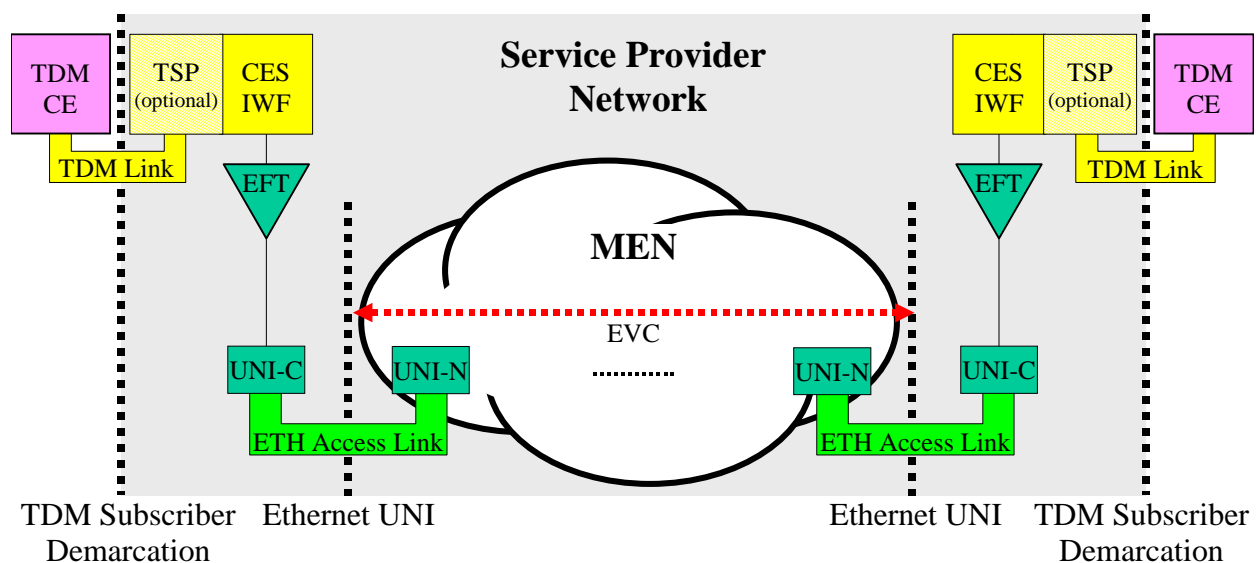 Service Provider
Network
TDM
CE
TSP
(optional)
CES
IWF
CES
IWF
TSP
(optional)
TDM
CE
TDM Link
EFT
EFT
TDM Link
MEN
EVC
UNI-C
UNI-N
UNI-N
UNI-C
ETH Access Link
ETH Access Link
TDM Subscriber
Demarcation
Ethernet UNI
Ethernet UNI
TDM Subscriber
Demarcation